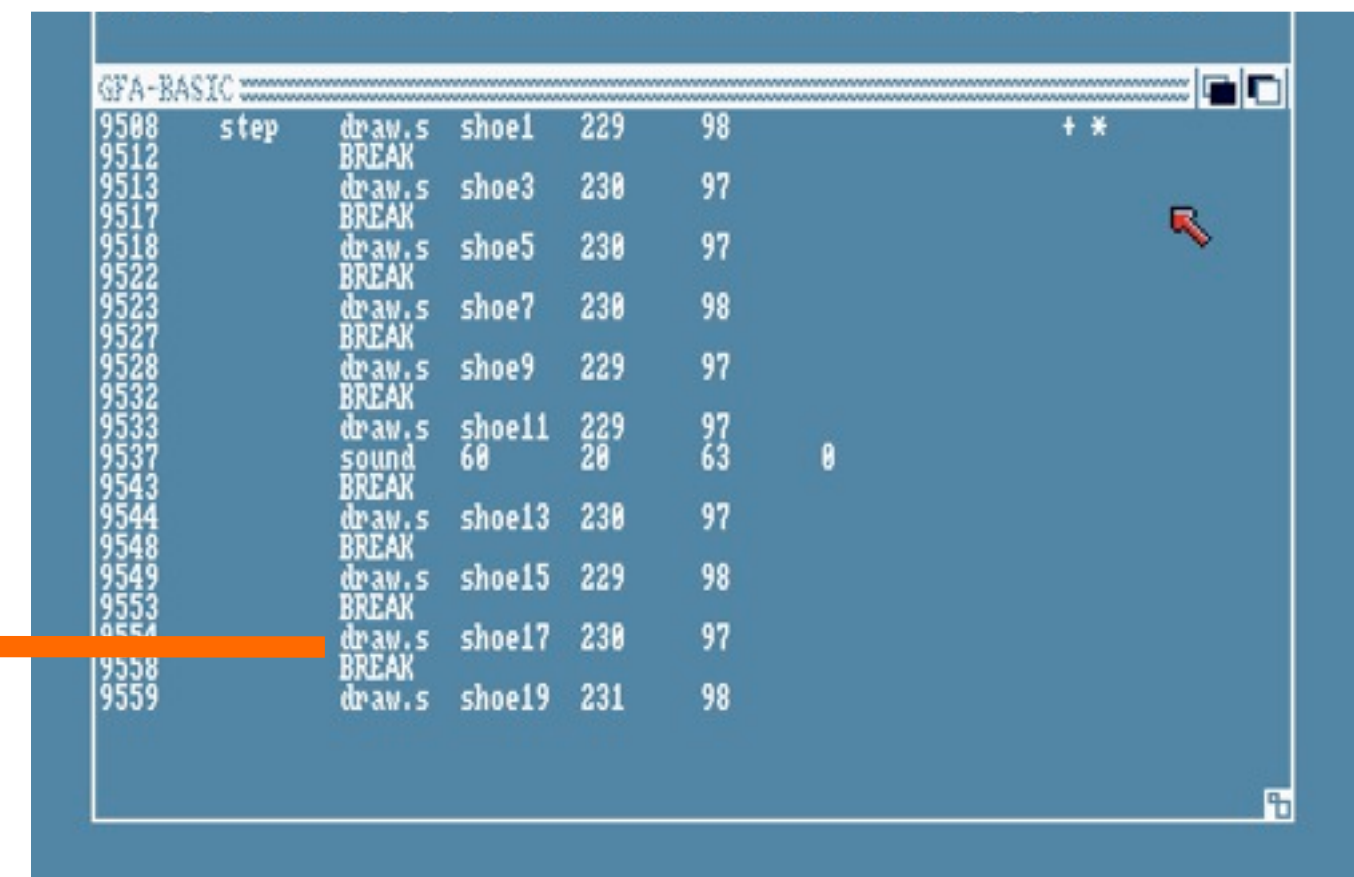 GFA-BASIC
9508 step draw.s shoe1 229 98 + *
9512 BREAK
9513 draw.s shoe3 230 97
9517 BREAK
9518 draw.s shoe5 230 97
9522 BREAK
9523 draw.s shoe7 230 98
9527 BREAK
9528 draw.s shoe9 229 97
9532 BREAK
9533 draw.s shoe11 229 97
9537 sound 60 20 63 0
9543 BREAK
9544 draw.s shoe13 230 97
9548 BREAK
9549 draw.s shoe15 229 98
9553 BREAK
9554 draw.s shoe17 230 97
9558 BREAK
9559 draw.s shoe19 231 98